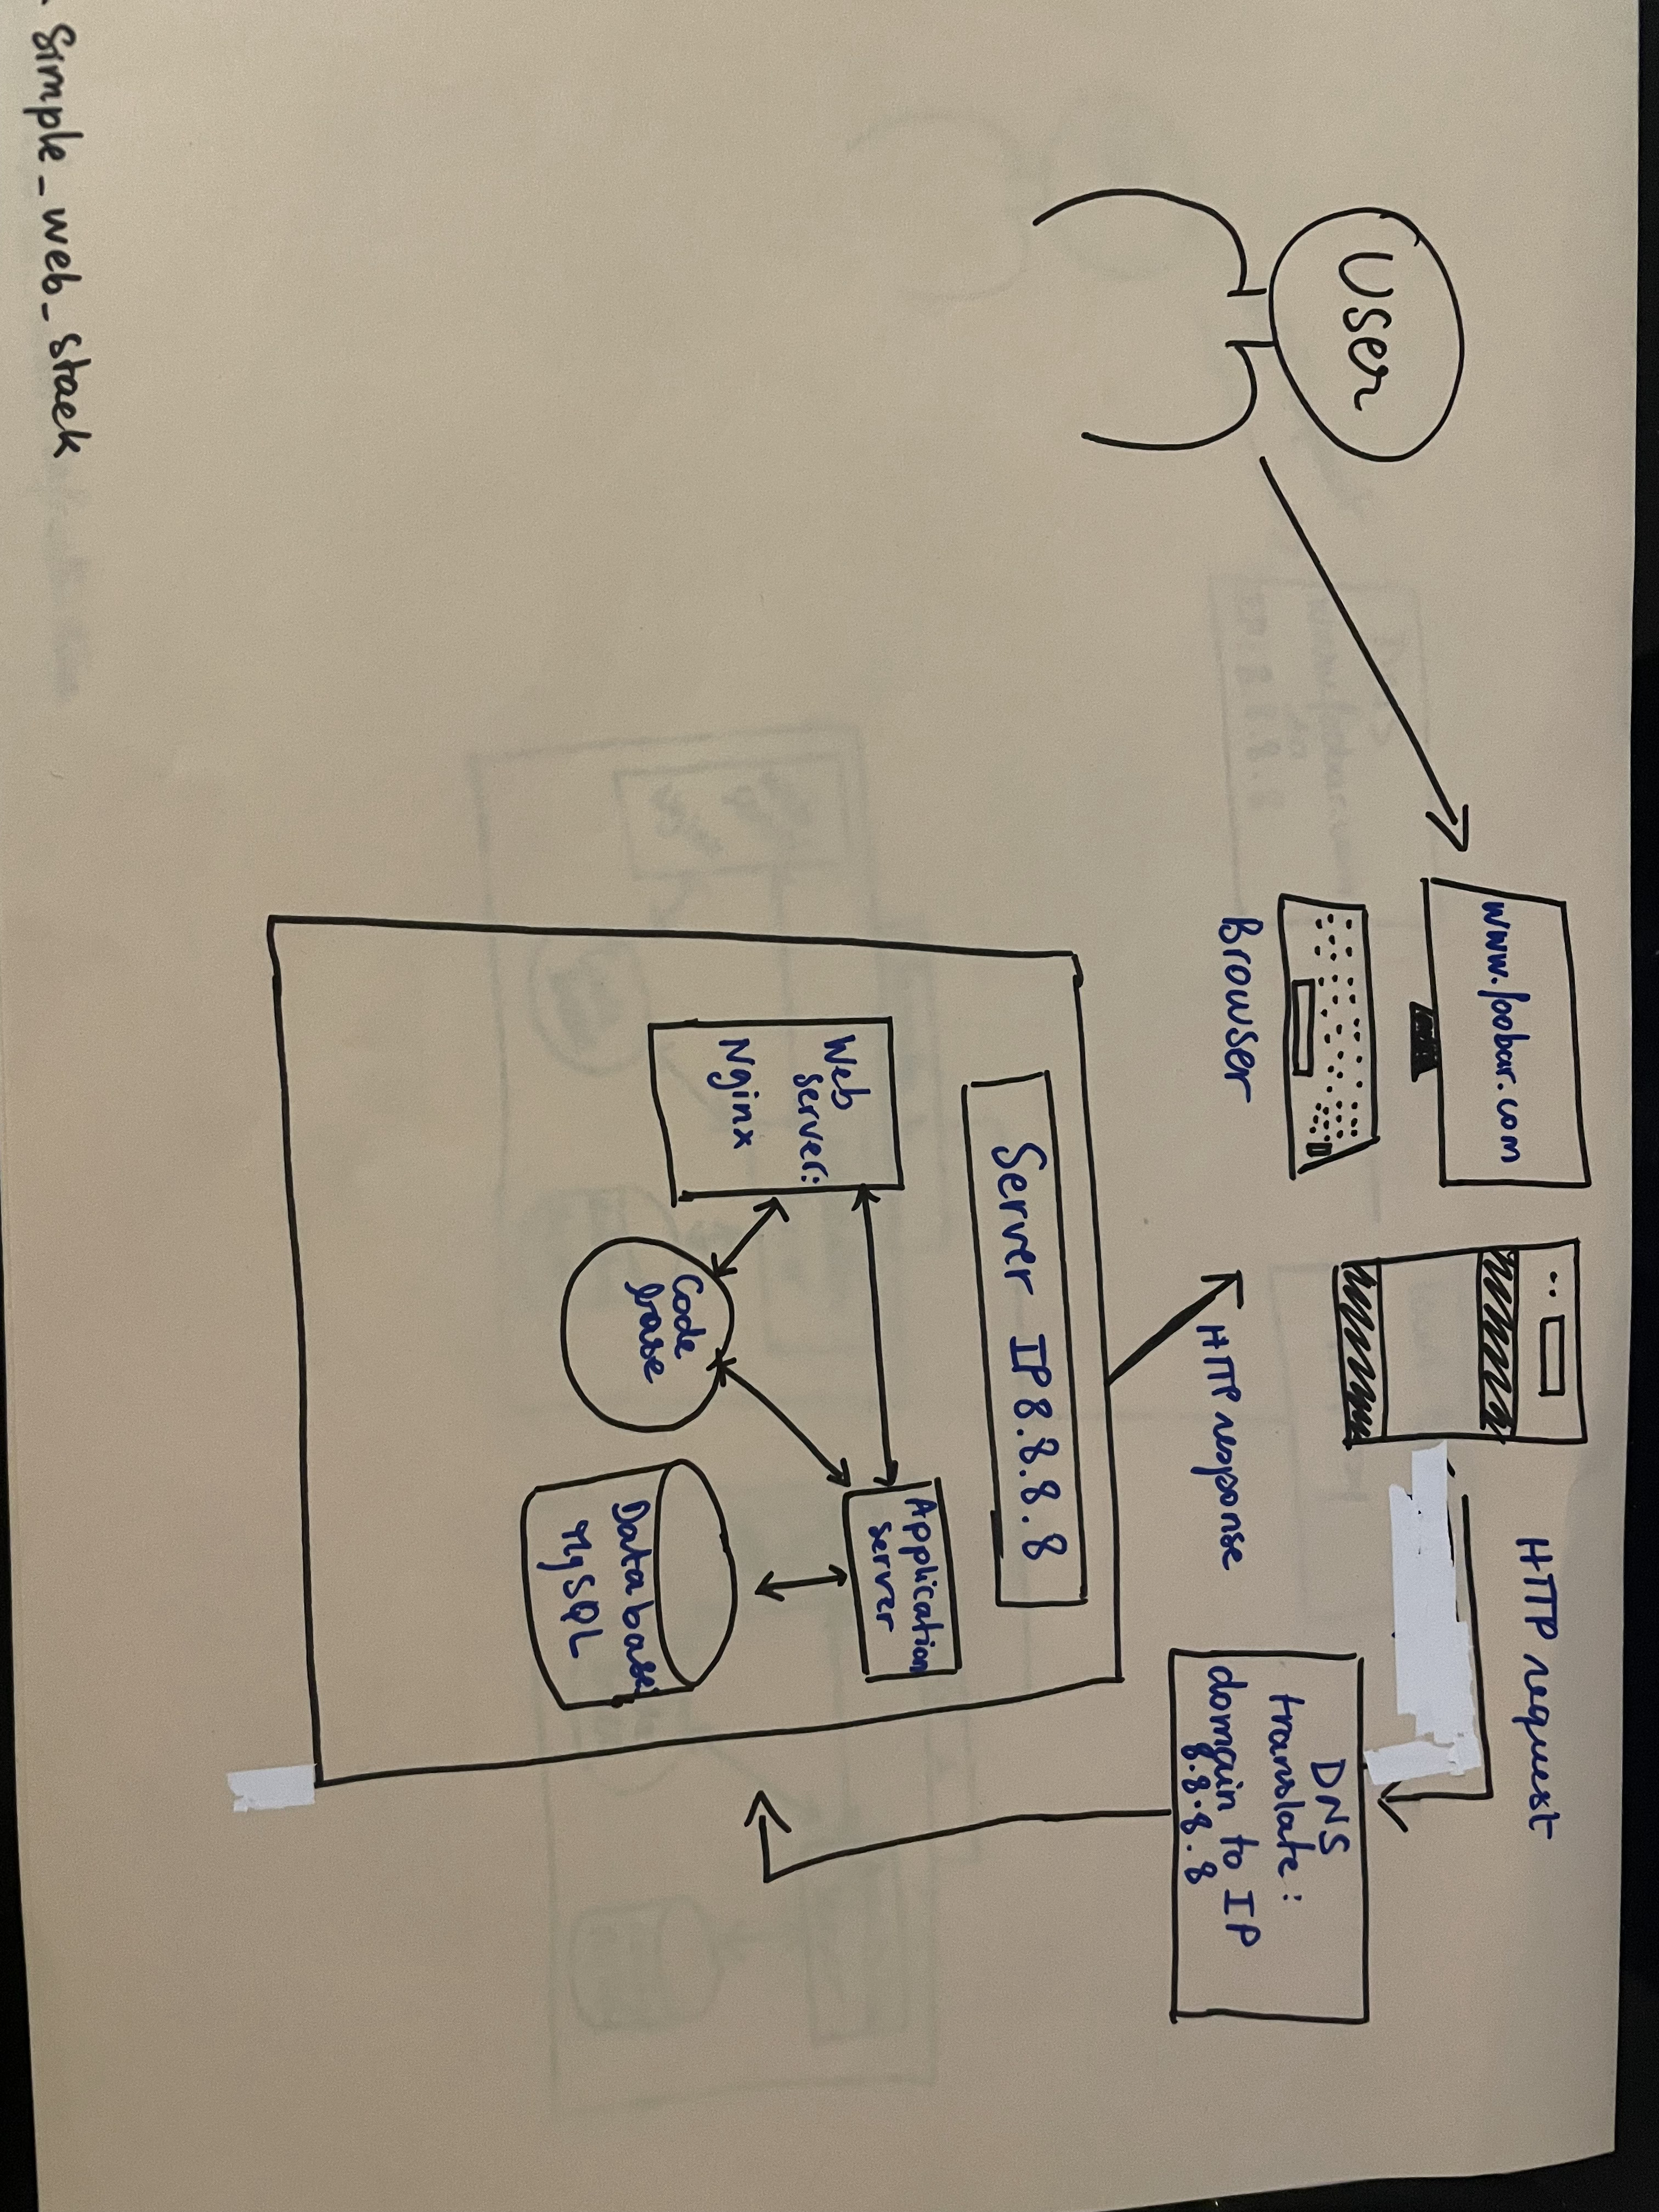 User
www.foobar.com
Browser
HTTP request
HTTP response
DNS
translate:
domain to IP
8.8.8.8
Server IP 8.8.8.8
Web
server:
Nginx
Application
server
Code
base
Database
MySQL
Simple_web_stack